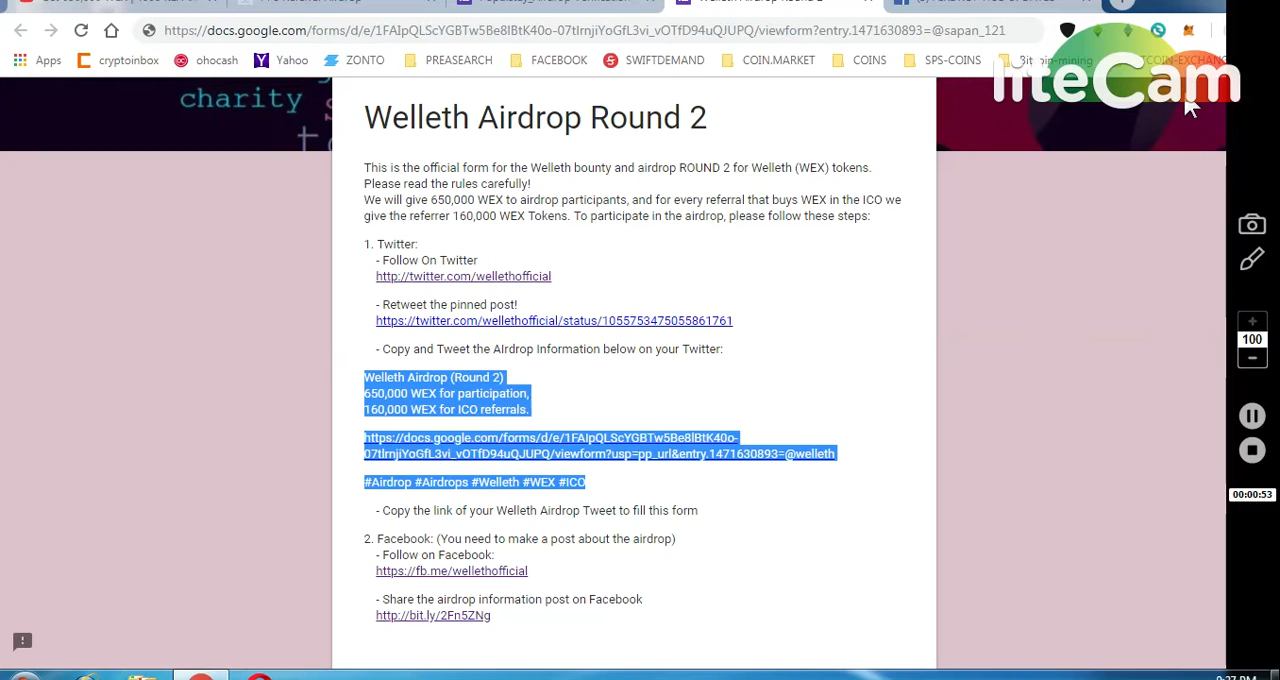 Welleth Airdrop Round 2
https://docs.google.com/forms/d/e/1FAIpQLScYGBTw5Be8lBtK40o-07tIrnjiYoGfL3vi_vOTfD94uQJUPQ/viewform?entry.1471630893=@sapan_121
Apps cryptoinbox ohocash Yahoo ZONTO PREASEARCH FACEBOOK SWIFTDEMAND COIN.MARKET COINS SPS-COINS
liteCam
charity
Welleth Airdrop Round 2
This is the official form for the Welleth bounty and airdrop ROUND 2 for Welleth (WEX) tokens.
Please read the rules carefully!
We will give 650,000 WEX to airdrop participants, and for every referral that buys WEX in the ICO we
give the referrer 160,000 WEX Tokens. To participate in the airdrop, please follow these steps:
1. Twitter:
- Follow On Twitter
http://twitter.com/wellethofficial
- Retweet the pinned post!
https://twitter.com/wellethofficial/status/1055753475055861761
- Copy and Tweet the AIrdrop Information below on your Twitter:
Welleth Airdrop (Round 2)
650,000 WEX for participation,
160,000 WEX for ICO referrals.
https://docs.google.com/forms/d/e/1FAIpQLScYGBTw5Be8lBtK40o-
07tIrnjiYoGfL3vi_vOTfD94uQJUPQ/viewform?usp=pp_url&entry.1471630893=@welleth
#Airdrop #Airdrops #Welleth #WEX #ICO
- Copy the link of your Welleth Airdrop Tweet to fill this form
2. Facebook: (You need to make a post about the airdrop)
- Follow on Facebook:
https://fb.me/wellethofficial
- Share the airdrop information post on Facebook
http://bit.ly/2Fn5ZNg
100
00:00:53